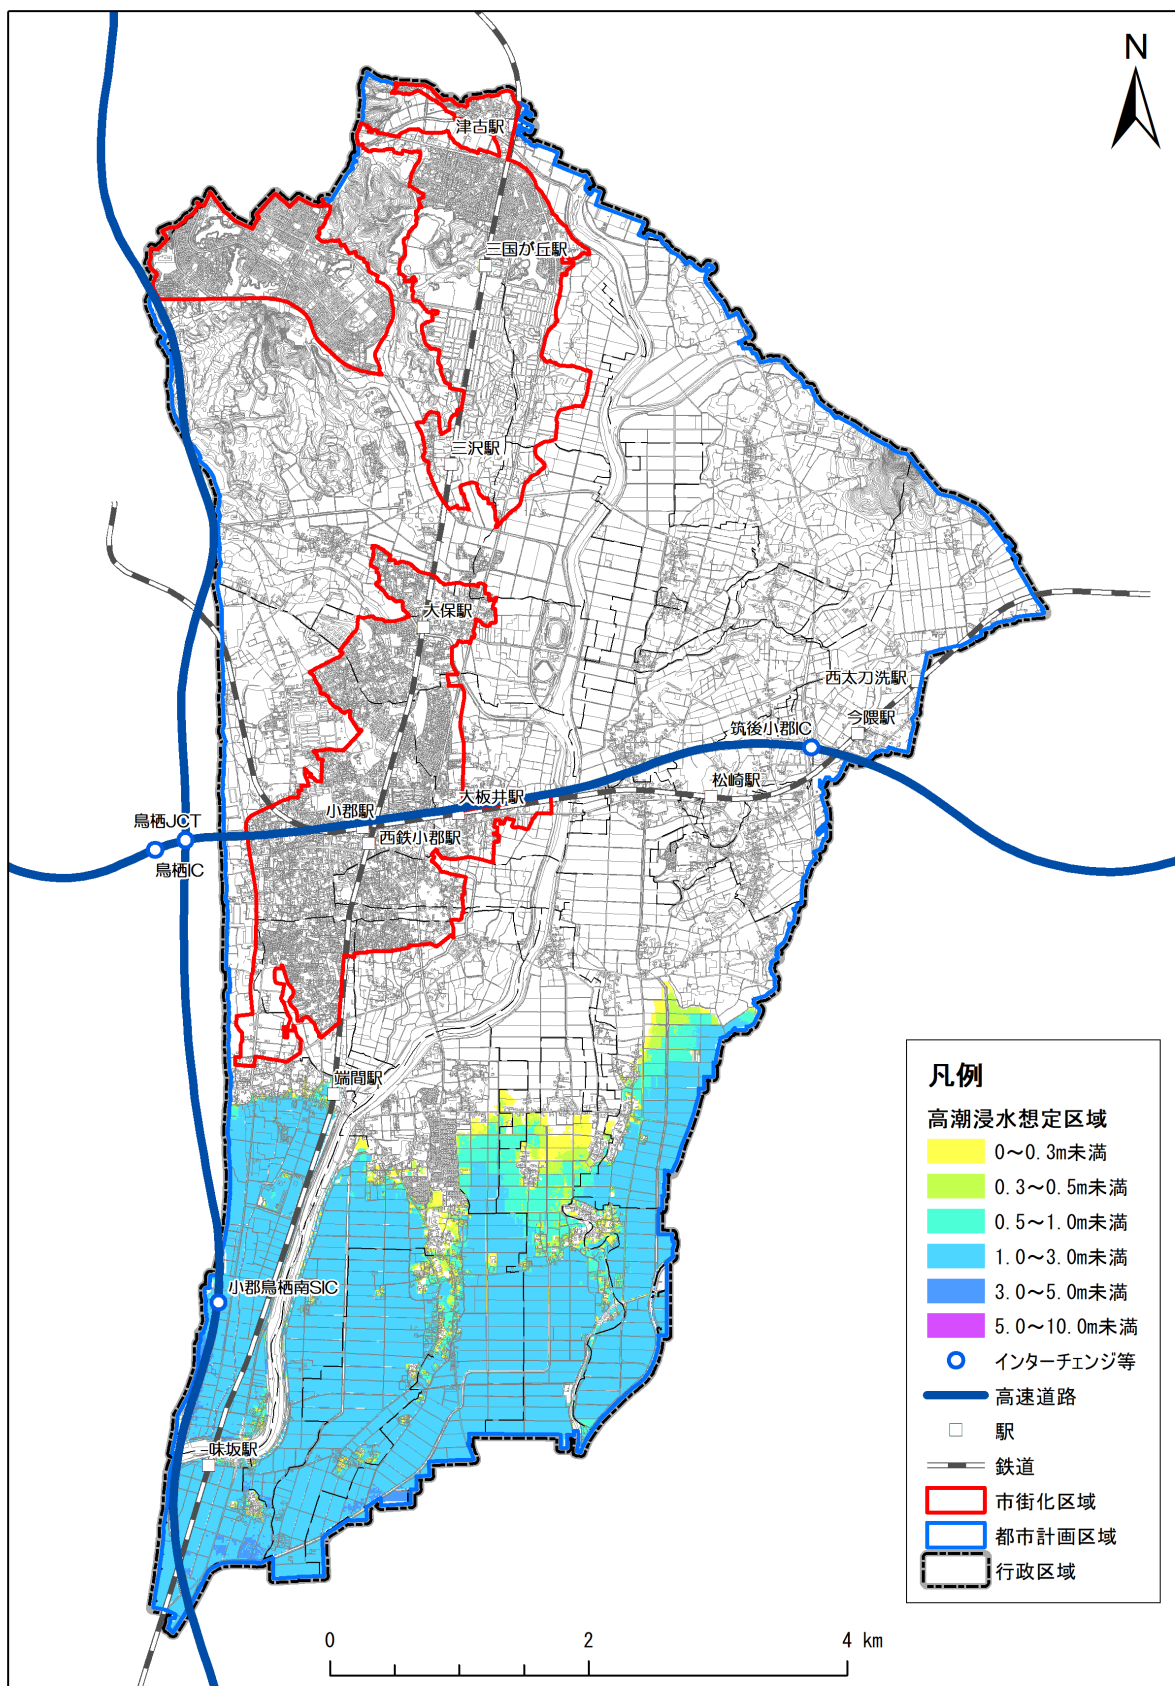 N
津古駅
三国が丘駅
三沢駅
大保駅
西太刀洗駅
今隈駅
筑後小郡IC
松崎駅
大板井駅
小郡駅
鳥栖JCT
西鉄小郡駅
鳥栖IC
端間駅
小郡鳥栖南SIC
味坂駅
凡例
高潮浸水想定区域
0～0.3m未満
0.3～0.5m未満
0.5～1.0m未満
1.0～3.0m未満
3.0～5.0m未満
5.0～10.0m未満
インターチェンジ等
高速道路
駅
鉄道
市街化区域
都市計画区域
行政区域
0 2 4 km